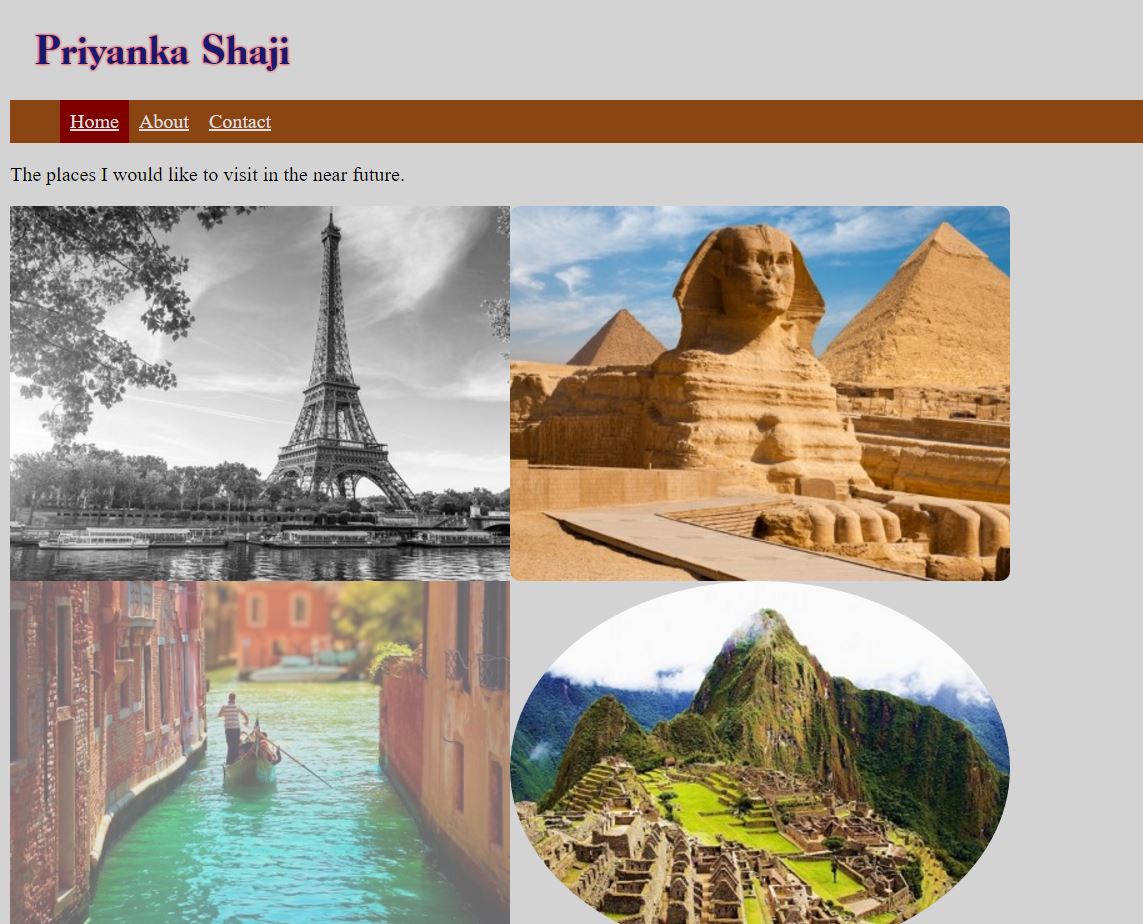 Priyanka Shaji
Home About Contact
The places I would like to visit in the near future.